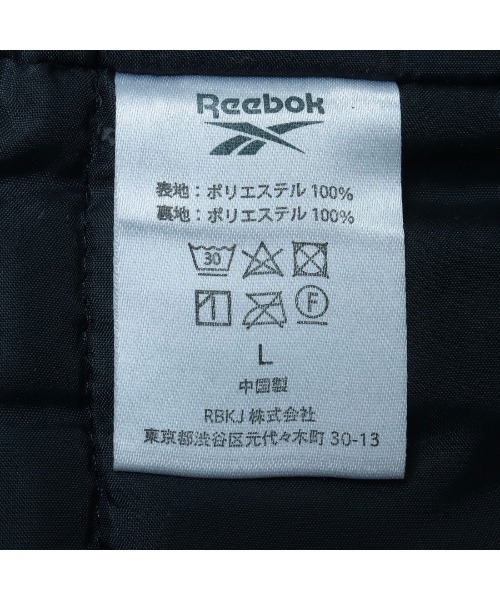 Reebok
表地：ポリエステル 100%
裏地：ポリエステル 100%
30
F
L
中国製
RBKJ 株式会社
東京都渋谷区元代々木町 30-13